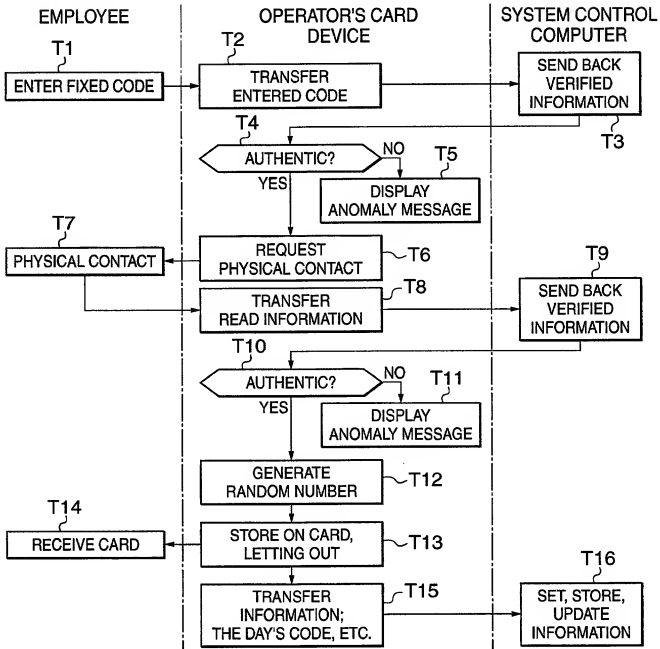 EMPLOYEE
OPERATOR'S CARD
DEVICE
SYSTEM CONTROL
COMPUTER
T1
ENTER FIXED CODE
T2
TRANSFER
ENTERED CODE
SEND BACK
VERIFIED
INFORMATION
T3
T4
AUTHENTIC?
NO
YES
T5
DISPLAY
ANOMALY MESSAGE
T7
PHYSICAL CONTACT
REQUEST
PHYSICAL CONTACT
T6
TRANSFER
READ INFORMATION
T8
T9
SEND BACK
VERIFIED
INFORMATION
T10
AUTHENTIC?
NO
YES
T11
DISPLAY
ANOMALY MESSAGE
GENERATE
RANDOM NUMBER
T12
T14
RECEIVE CARD
STORE ON CARD,
LETTING OUT
T13
TRANSFER
INFORMATION;
THE DAY'S CODE, ETC.
T15
T16
SET, STORE,
UPDATE
INFORMATION